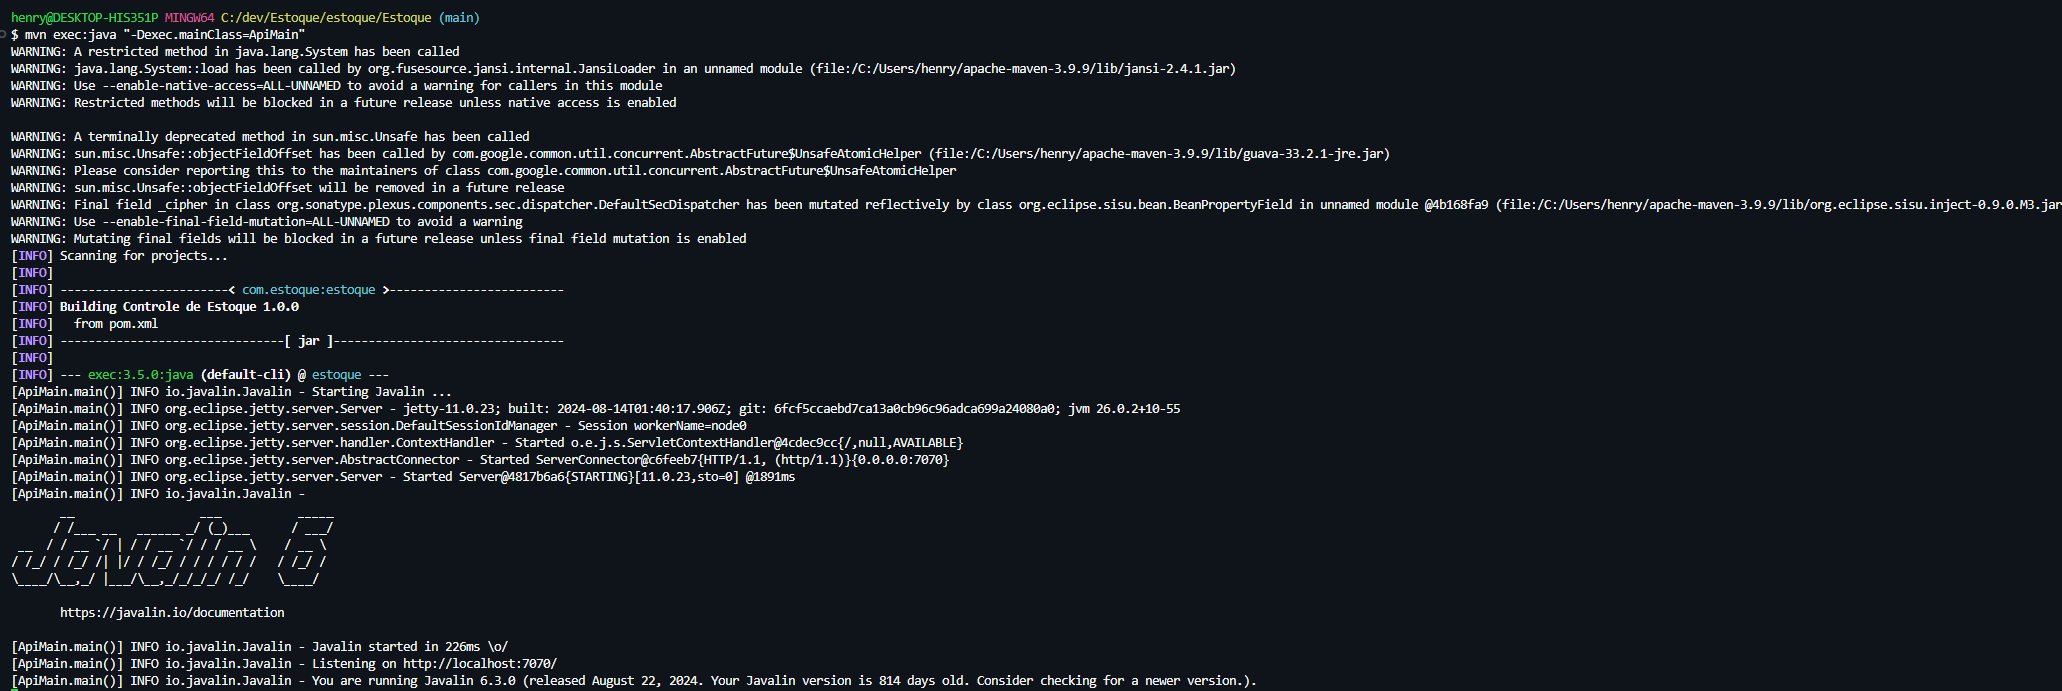 henry@DESKTOP-HIS351P MINGW64 C:/dev/Estoque/estoque/Estoque (main)
$ mvn exec:java "-Dexec.mainClass=ApiMain"
WARNING: A restricted method in java.lang.System has been called
WARNING: java.lang.System::load has been called by org.fusesource.jansi.internal.JansiLoader in an unnamed module (file:/C:/Users/henry/apache-maven-3.9.9/lib/jansi-2.4.1.jar)
WARNING: Use --enable-native-access=ALL-UNNAMED to avoid a warning for callers in this module
WARNING: Restricted methods will be blocked in a future release unless native access is enabled

WARNING: A terminally deprecated method in sun.misc.Unsafe has been called
WARNING: sun.misc.Unsafe::objectFieldOffset has been called by com.google.common.util.concurrent.AbstractFuture$UnsafeAtomicHelper (file:/C:/Users/henry/apache-maven-3.9.9/lib/guava-33.2.1-jre.jar)
WARNING: Please consider reporting this to the maintainers of class com.google.common.util.concurrent.AbstractFuture$UnsafeAtomicHelper
WARNING: sun.misc.Unsafe::objectFieldOffset will be removed in a future release
WARNING: Final field _cipher in class org.sonatype.plexus.components.sec.dispatcher.DefaultSecDispatcher has been mutated reflectively by class org.eclipse.sisu.bean.BeanPropertyField in unnamed module @4b168fa9 (file:/C:/Users/henry/apache-maven-3.9.9/lib/org.eclipse.sisu.inject-0.9.0.M3.jar
WARNING: Use --enable-final-field-mutation=ALL-UNNAMED to avoid a warning
WARNING: Mutating final fields will be blocked in a future release unless final field mutation is enabled
[INFO] Scanning for projects...
[INFO]
[INFO] ------------------------< com.estoque:estoque >-------------------------
[INFO] Building Controle de Estoque 1.0.0
[INFO]   from pom.xml
[INFO] --------------------------------[ jar ]---------------------------------
[INFO]
[INFO] --- exec:3.5.0:java (default-cli) @ estoque ---
[ApiMain.main()] INFO io.javalin.Javalin - Starting Javalin ...
[ApiMain.main()] INFO org.eclipse.jetty.server.Server - jetty-11.0.23; built: 2024-08-14T01:40:17.906Z; git: 6fcf5ccaebd7ca13a0cb96c96adca699a24080a0; jvm 26.0.2+10-55
[ApiMain.main()] INFO org.eclipse.jetty.server.session.DefaultSessionIdManager - Session workerName=node0
[ApiMain.main()] INFO org.eclipse.jetty.server.handler.ContextHandler - Started o.e.j.s.ServletContextHandler@4cdec9cc{/,null,AVAILABLE}
[ApiMain.main()] INFO org.eclipse.jetty.server.AbstractConnector - Started ServerConnector@c6feeb7{HTTP/1.1, (http/1.1)}{0.0.0.0:7070}
[ApiMain.main()] INFO org.eclipse.jetty.server.Server - Started Server@4817b6a6{STARTING}[11.0.23,sto=0] @1891ms
[ApiMain.main()] INFO io.javalin.Javalin -
       __                  ___           _____
      / /___ __   ______ _/ (_)___      / ___/
 __  / / __ `/ | / / __ `/ / / __ \    / __ \
/ /_/ / /_/ /| |/ / /_/ / / / / / /   / /_/ /
\____/\__,_/ |___/\__,_/_/_/_/ /_/    \____/

       https://javalin.io/documentation

[ApiMain.main()] INFO io.javalin.Javalin - Javalin started in 226ms \o/
[ApiMain.main()] INFO io.javalin.Javalin - Listening on http://localhost:7070/
[ApiMain.main()] INFO io.javalin.Javalin - You are running Javalin 6.3.0 (released August 22, 2024. Your Javalin version is 814 days old. Consider checking for a newer version.).